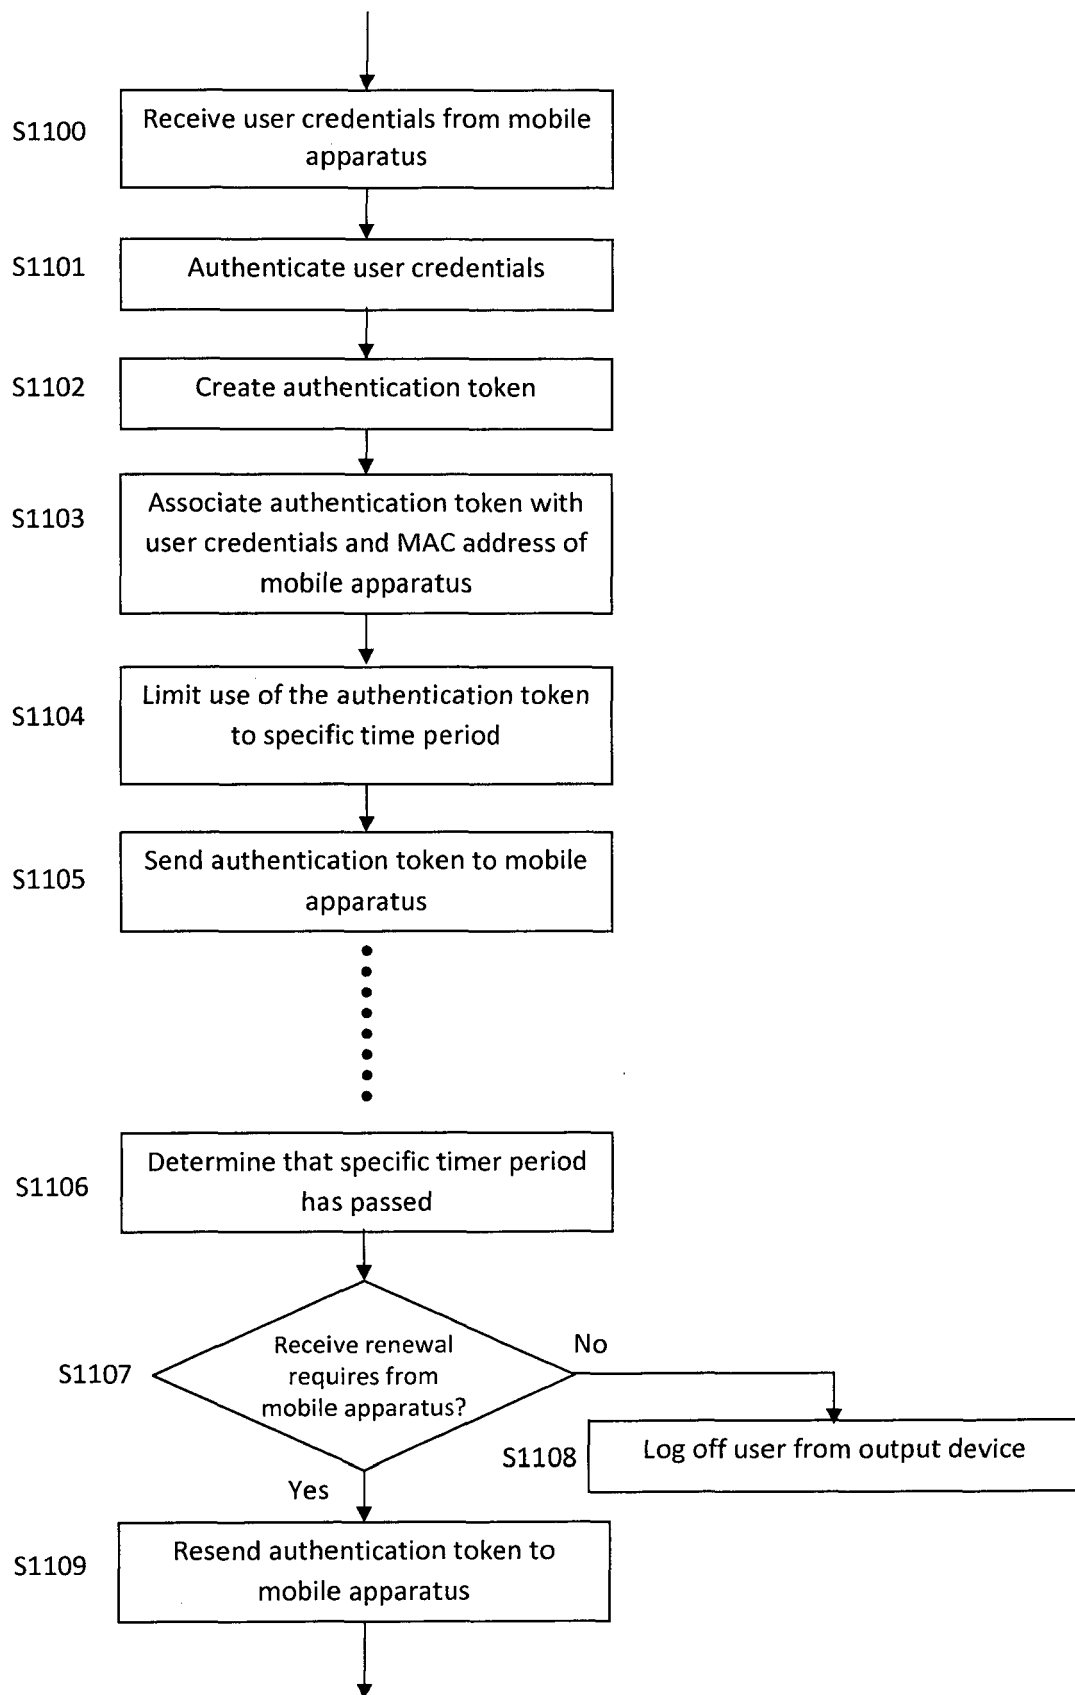 S1100
Receive user credentials from mobile
apparatus
S1101
Authenticate user credentials
S1102
Create authentication token
S1103
Associate authentication token with
user credentials and MAC address of
mobile apparatus
S1104
Limit use of the authentication token
to specific time period
S1105
Send authentication token to mobile
apparatus
S1106
Determine that specific timer period
has passed
S1107
Receive renewal
requires from
mobile apparatus?
No
S1108
Log off user from output device
Yes
S1109
Resend authentication token to
mobile apparatus